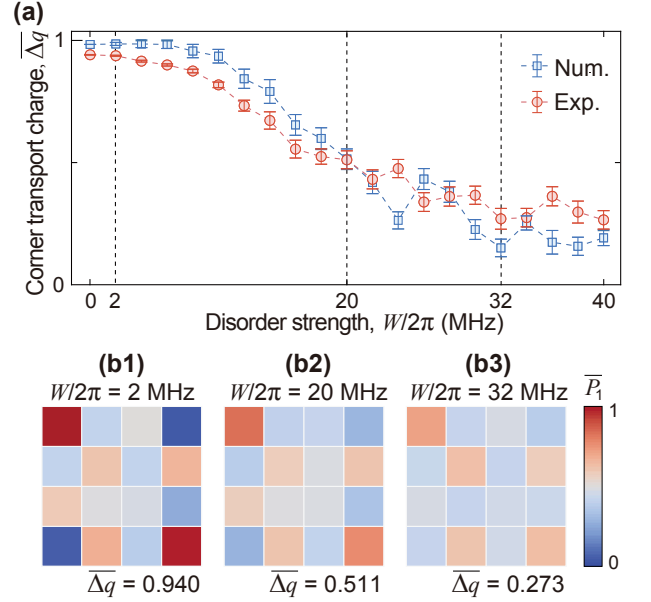 (a)
Corner transport charge, Δq̅
1
0
Num.
Exp.
0 2 20 32 40
Disorder strength, W/2π (MHz)
(b1) (b2) (b3)
W/2π = 2 MHz W/2π = 20 MHz W/2π = 32 MHz
P̅₁
1
0
Δq̅ = 0.940 Δq̅ = 0.511 Δq̅ = 0.273